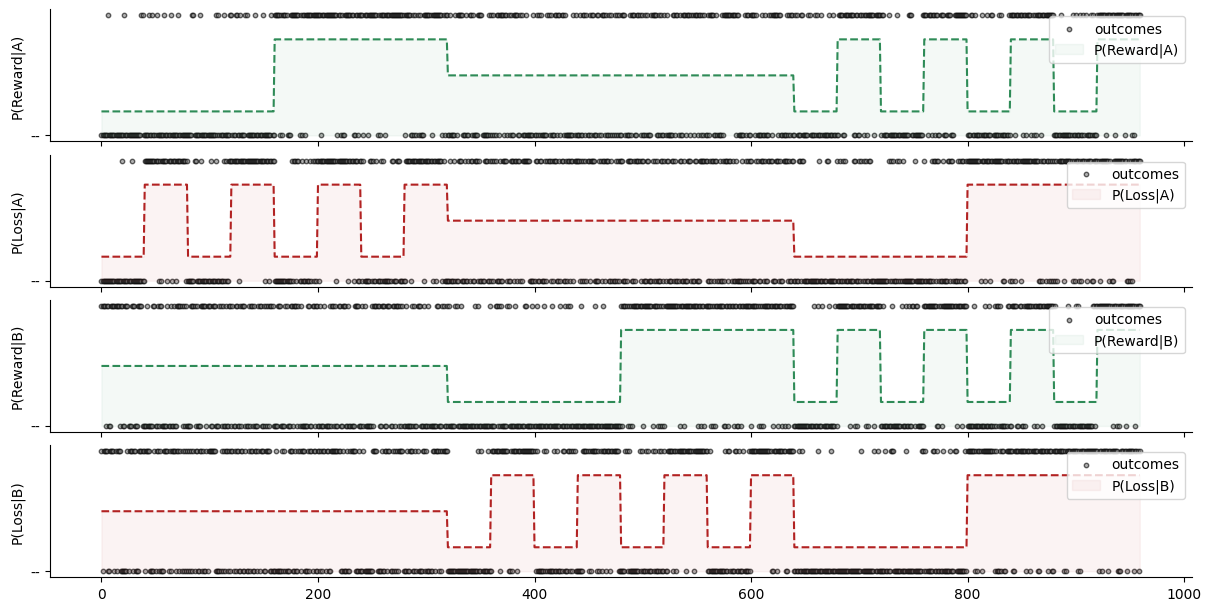 P(Reward|A)
--
outcomes
P(Reward|A)
P(Loss|A)
--
outcomes
P(Loss|A)
P(Reward|B)
--
outcomes
P(Reward|B)
P(Loss|B)
--
outcomes
P(Loss|B)
0 200 400 600 800 1000